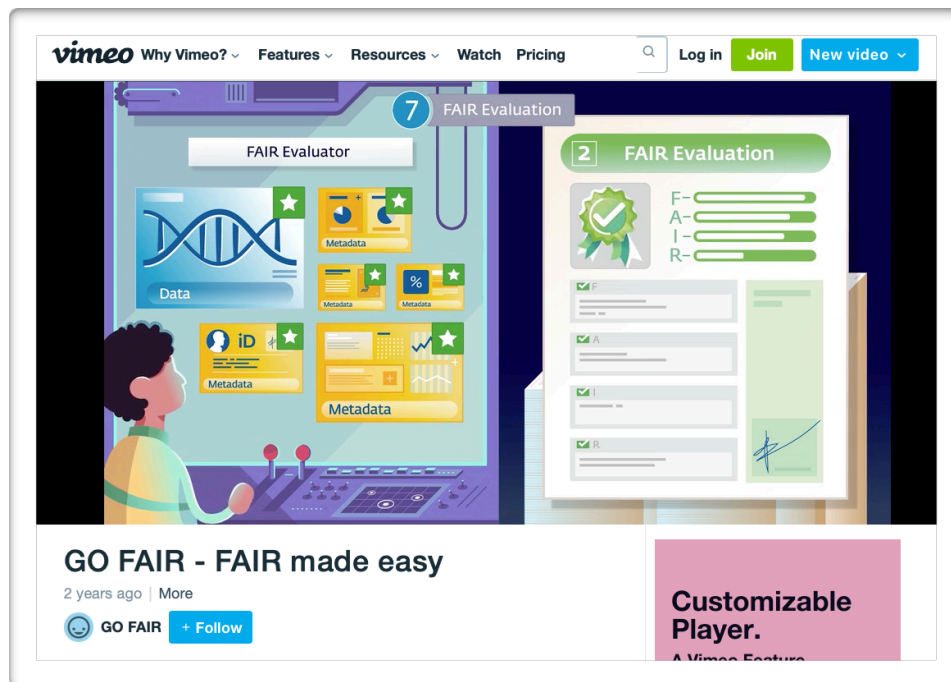 vimeo Why Vimeo? Features Resources Watch Pricing Log in Join New video
7 FAIR Evaluation
FAIR Evaluator
Data
Metadata
Metadata
Metadata
iD
Metadata
%
Metadata
2 FAIR Evaluation
F
A
I
R
F
A
I
R
GO FAIR - FAIR made easy
2 years ago | More
GO FAIR + Follow
Customizable
Player.
A Vimeo Feature